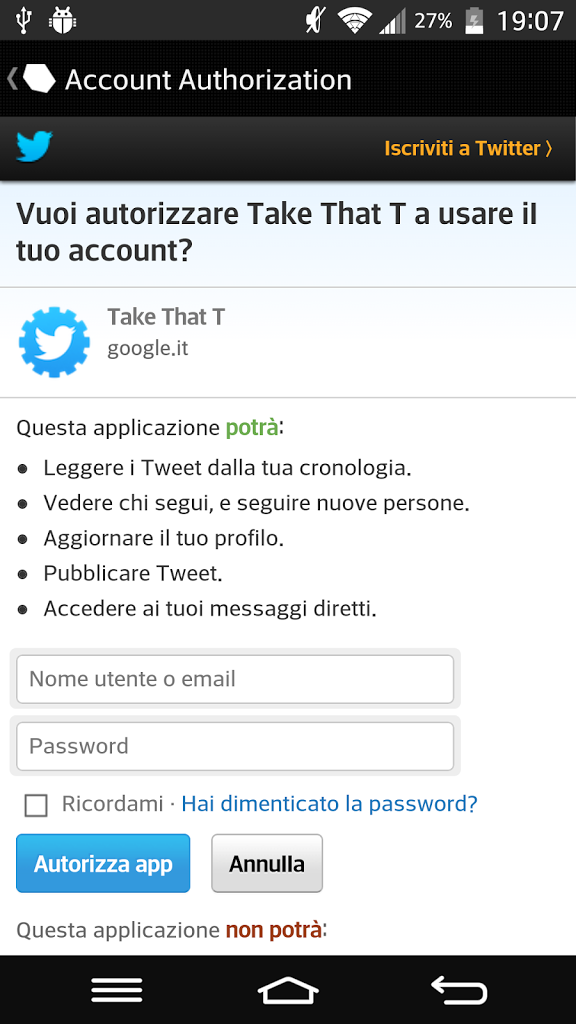 27% 19:07
Account Authorization
Iscriviti a Twitter 〉
Vuoi autorizzare Take That T a usare il
tuo account?
Take That T
google.it
Questa applicazione potrà:
• Leggere i Tweet dalla tua cronologia.
• Vedere chi segui, e seguire nuove persone.
• Aggiornare il tuo profilo.
• Pubblicare Tweet.
• Accedere ai tuoi messaggi diretti.
Nome utente o email
Password
Ricordami · Hai dimenticato la password?
Autorizza app Annulla
Questa applicazione non potrà: